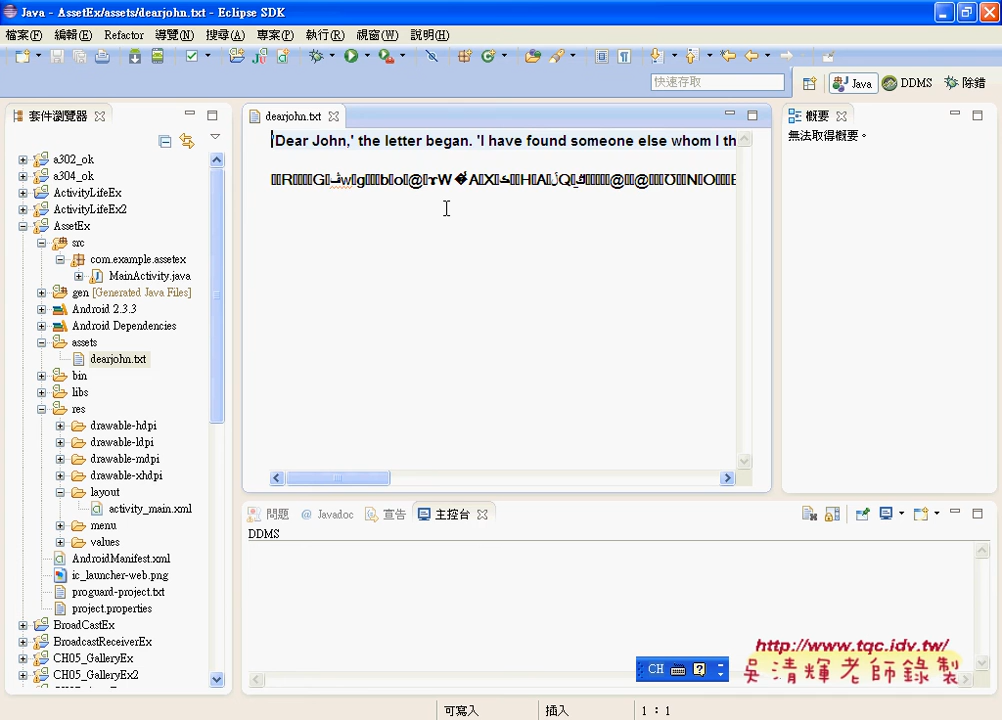 Java - AssetEx/assets/dearjohn.txt - Eclipse SDK
檔案(F) 編輯(E) Refactor 導覽(N) 搜尋(A) 專案(P) 執行(R) 視窗(W) 說明(H)
快速存取
Java
DDMS
除錯
套件瀏覽器
a302_ok
a304_ok
ActivityLifeEx
ActivityLifeEx2
AssetEx
src
com.example.assetex
MainActivity.java
gen [Generated Java Files]
Android 2.3.3
Android Dependencies
assets
dearjohn.txt
bin
libs
res
drawable-hdpi
drawable-ldpi
drawable-mdpi
drawable-xhdpi
layout
activity_main.xml
menu
values
AndroidManifest.xml
ic_launcher-web.png
proguard-project.txt
project.properties
BroadCastEx
BroadcastReceiverEx
CH05_GalleryEx
CH05_GalleryEx2
dearjohn.txt
'Dear John,' the letter began. 'I have found someone else whom I th
概要
無法取得概要。
問題 Javadoc 宣告 主控台
DDMS
http://www.tqc.idv.tw/
吳清輝老師錄製
CH
可寫入
插入
1 : 1